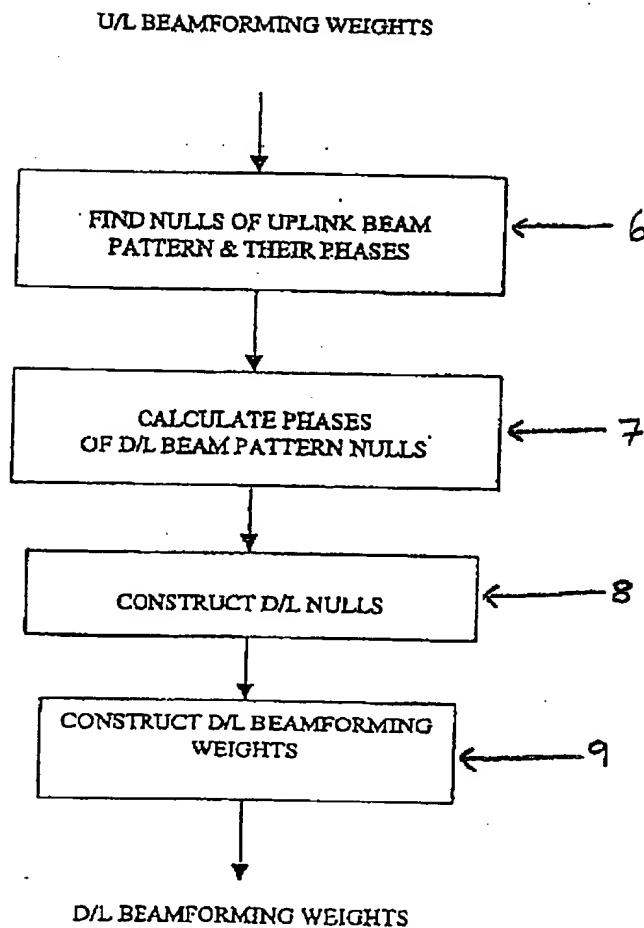 U/L BEAMFORMING WEIGHTS
FIND NULLS OF UPLINK BEAM
PATTERN & THEIR PHASES
6
CALCULATE PHASES
OF D/L BEAM PATTERN NULLS
7
CONSTRUCT D/L NULLS
8
CONSTRUCT D/L BEAMFORMING
WEIGHTS
9
D/L BEAMFORMING WEIGHTS